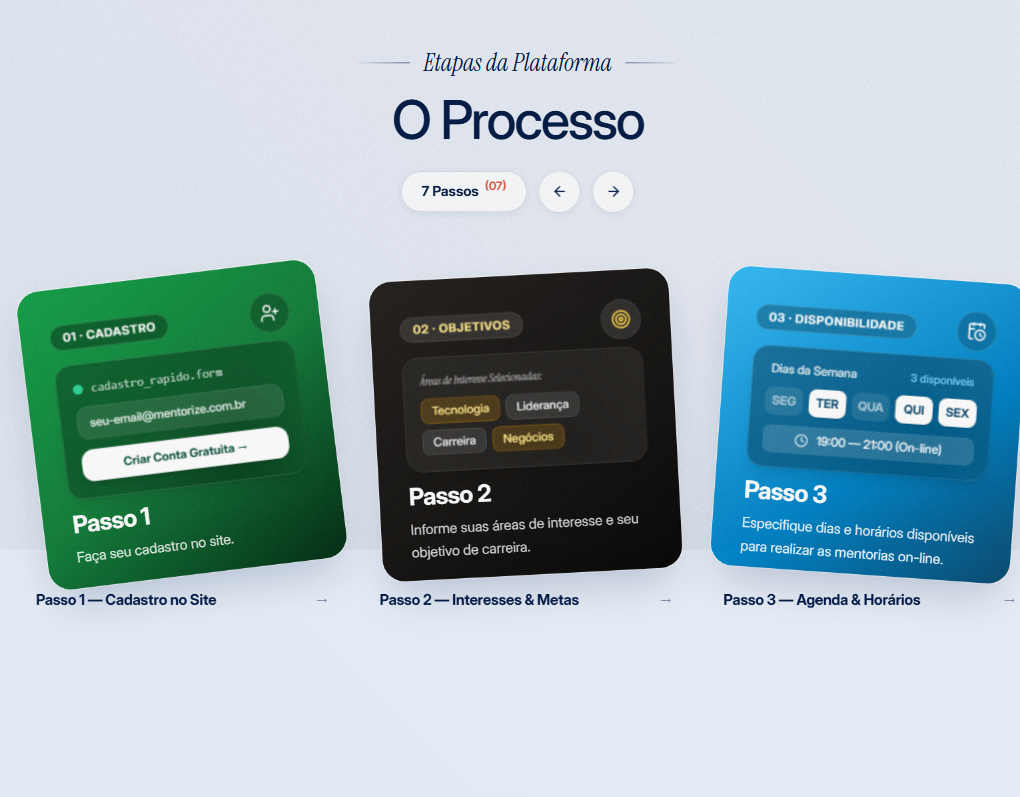 Etapas da Plataforma
O Processo
7 Passos (07)
← →
01 · CADASTRO
cadastro_rapido.form
seu-email@mentorize.com.br
Criar Conta Gratuita →
Passo 1
Faça seu cadastro no site.
Passo 1 — Cadastro no Site →
02 · OBJETIVOS
Áreas de Interesse Selecionadas:
Tecnologia Liderança
Carreira Negócios
Passo 2
Informe suas áreas de interesse e seu
objetivo de carreira.
Passo 2 — Interesses & Metas →
03 · DISPONIBILIDADE
Dias da Semana 3 disponíveis
SEG TER QUA QUI SEX
19:00 — 21:00 (On-line)
Passo 3
Especifique dias e horários disponíveis
para realizar as mentorias on-line.
Passo 3 — Agenda & Horários →